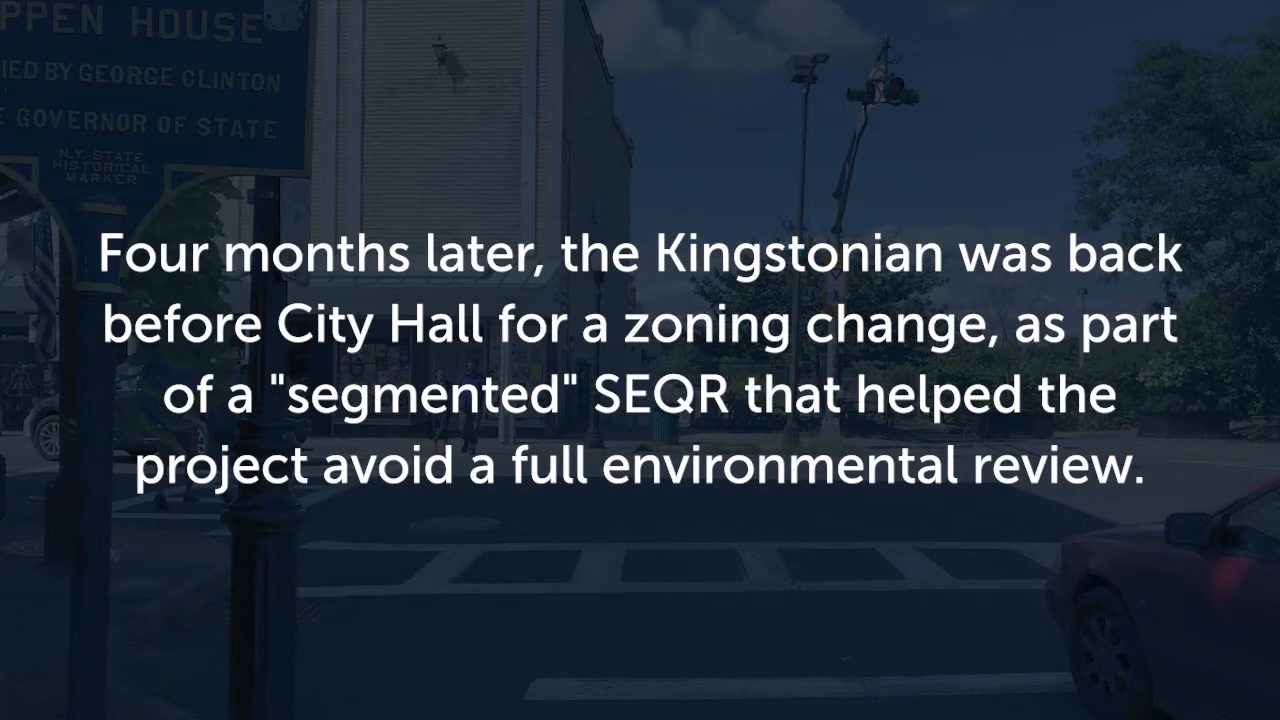 PPEN HOUSE
IED BY GEORGE CLINTON
GOVERNOR OF STATE
N.Y. STATE
HISTORICAL
MARKER
Four months later, the Kingstonian was back
before City Hall for a zoning change, as part
of a "segmented" SEQR that helped the
project avoid a full environmental review.